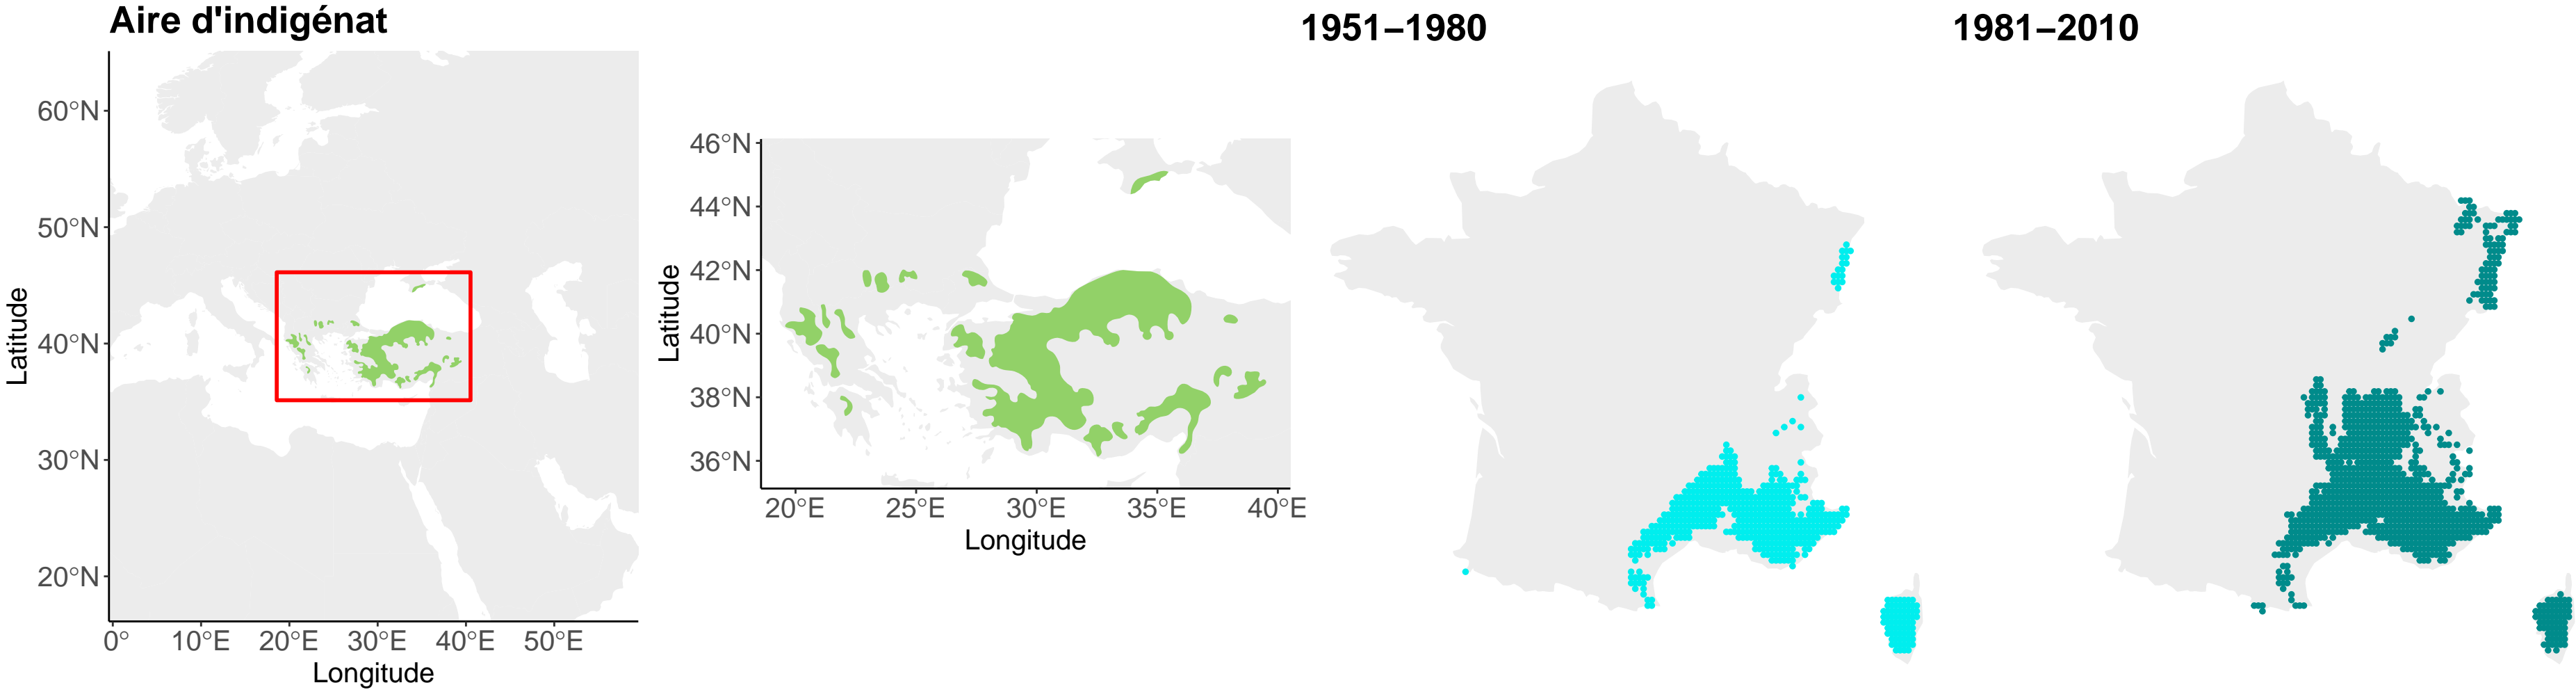 Aire d'indigénat
1951–1980
1981–2010
60°N
50°N
40°N
30°N
20°N
Latitude
0°
10°E
20°E
30°E
40°E
50°E
Longitude
46°N
44°N
42°N
40°N
38°N
36°N
Latitude
20°E
25°E
30°E
35°E
40°E
Longitude